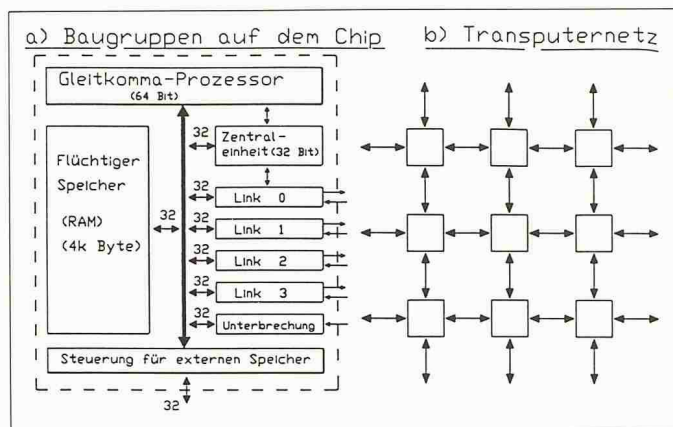 a) Baugruppen auf dem Chip
Gleitkomma-Prozessor
(64 Bit)
Flüchtiger
Speicher
(RAM)
(4k Byte)
32
32
Zentral-
einheit(32 Bit)
32
Link 0
32
Link 1
32
Link 2
32
Link 3
32
Unterbrechung
Steuerung für externen Speicher
32
b) Transputernetz